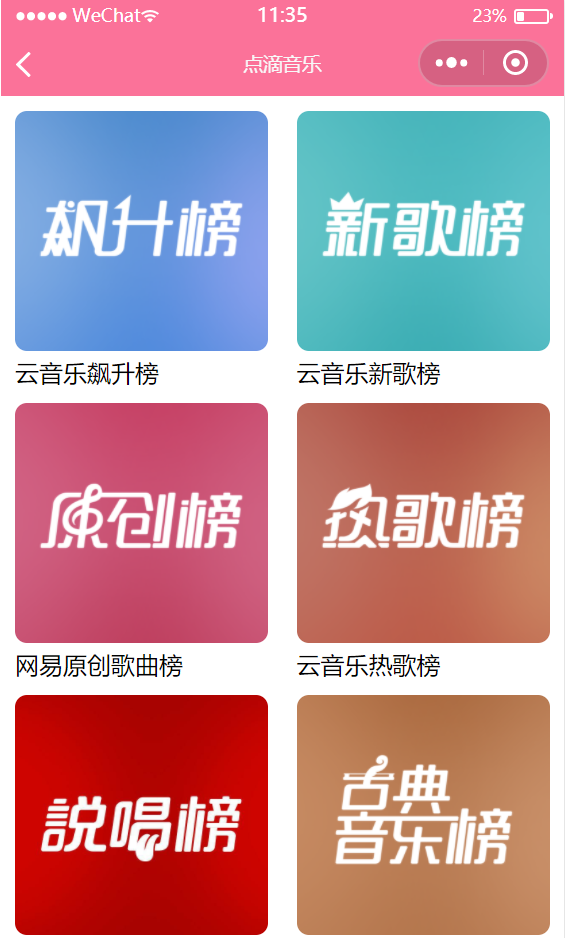 WeChat 11:35 23%
点滴音乐
飙升榜 新歌榜
云音乐飙升榜 云音乐新歌榜
原创榜 热歌榜
网易原创歌曲榜 云音乐热歌榜
説唱榜 古典
音乐榜